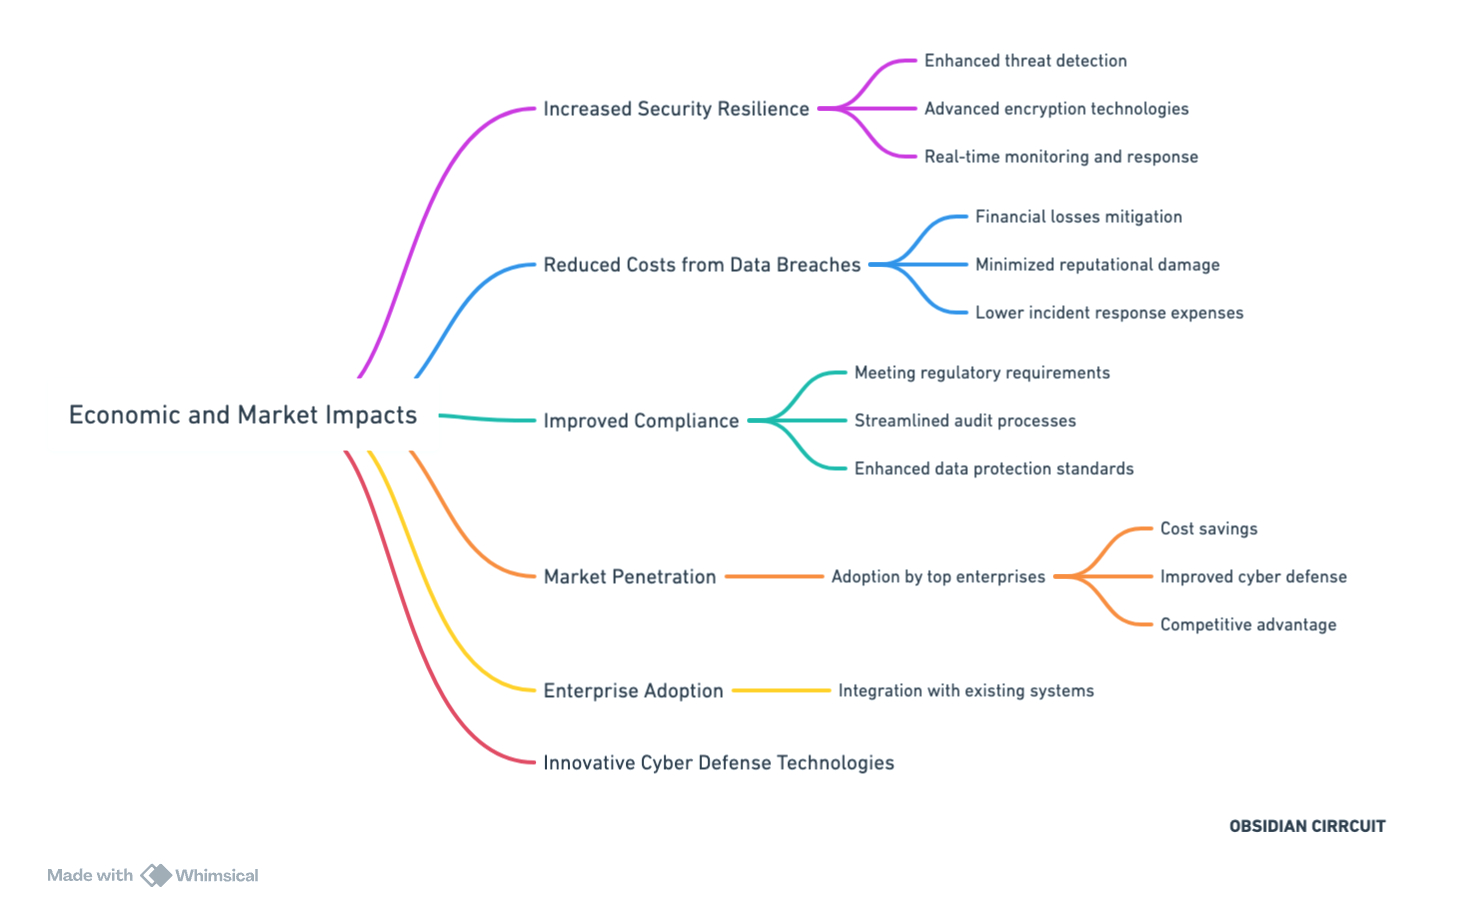 Economic and Market Impacts
Increased Security Resilience
Enhanced threat detection
Advanced encryption technologies
Real-time monitoring and response
Reduced Costs from Data Breaches
Financial losses mitigation
Minimized reputational damage
Lower incident response expenses
Improved Compliance
Meeting regulatory requirements
Streamlined audit processes
Enhanced data protection standards
Market Penetration
Adoption by top enterprises
Cost savings
Improved cyber defense
Competitive advantage
Enterprise Adoption
Integration with existing systems
Innovative Cyber Defense Technologies
OBSIDIAN CIRRCUIT
Made with Whimsical